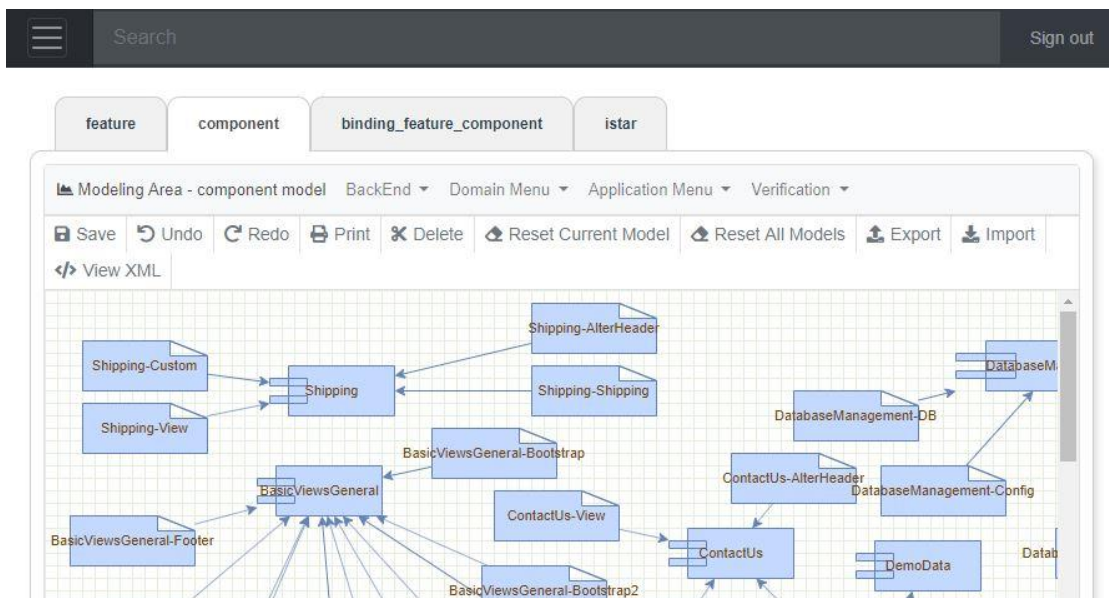 Search
Sign out
feature
component
binding_feature_component
istar
Modeling Area - component model BackEnd Domain Menu Application Menu Verification
Save Undo Redo Print Delete Reset Current Model Reset All Models Export Import
</> View XML
Shipping-AlterHeader
Shipping-Custom
Shipping
Shipping-Shipping
DatabaseM
Shipping-View
DatabaseManagement-DB
BasicViewsGeneral-Bootstrap
ContactUs-AlterHeader
BasicViewsGeneral
DatabaseManagement-Config
ContactUs-View
BasicViewsGeneral-Footer
ContactUs
Datab
DemoData
BasicViewsGeneral-Bootstrap2